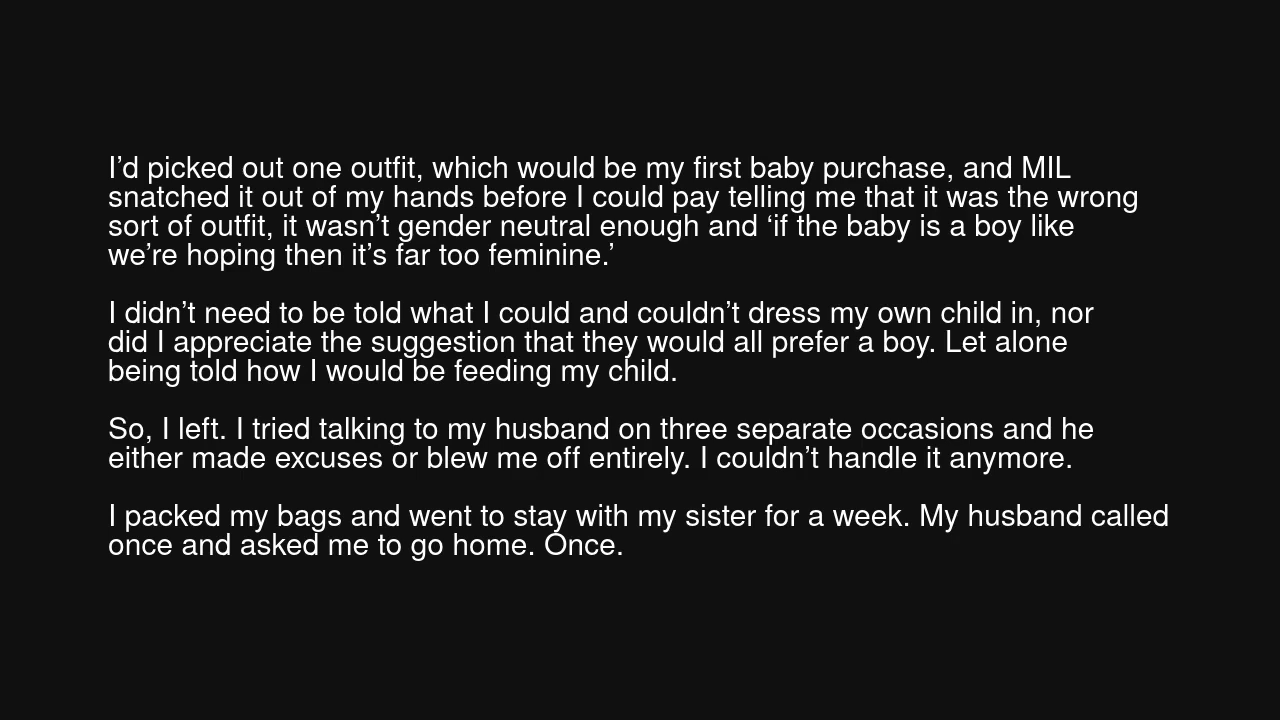 I’d picked out one outfit, which would be my first baby purchase, and MIL
snatched it out of my hands before I could pay telling me that it was the wrong
sort of outfit, it wasn’t gender neutral enough and ‘if the baby is a boy like
we’re hoping then it’s far too feminine.’
I didn’t need to be told what I could and couldn’t dress my own child in, nor
did I appreciate the suggestion that they would all prefer a boy. Let alone
being told how I would be feeding my child.
So, I left. I tried talking to my husband on three separate occasions and he
either made excuses or blew me off entirely. I couldn’t handle it anymore.
I packed my bags and went to stay with my sister for a week. My husband called
once and asked me to go home. Once.